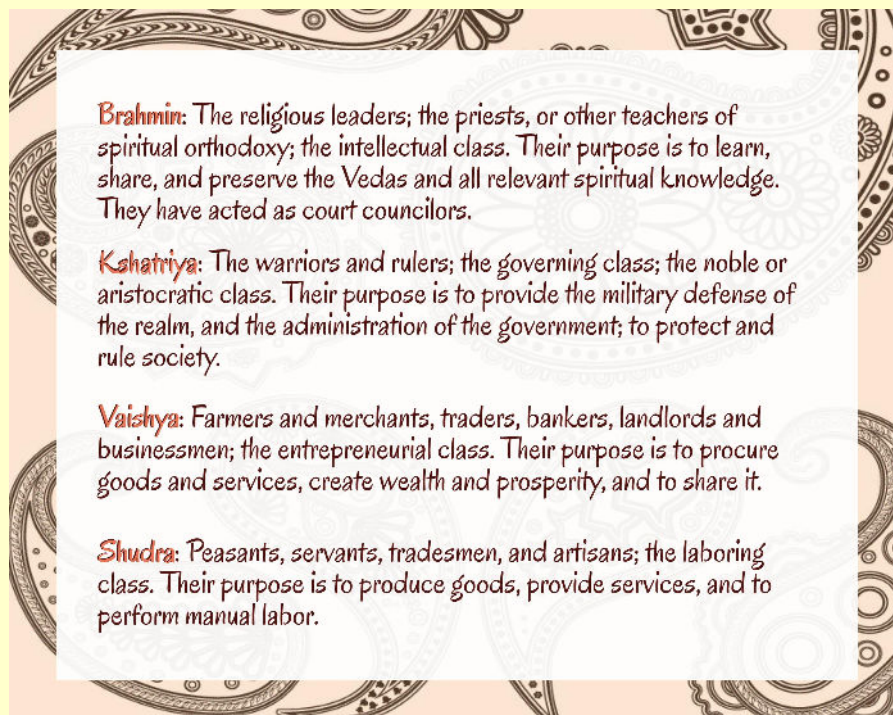 Brahmin: The religious leaders; the priests, or other teachers of
spiritual orthodoxy; the intellectual class. Their purpose is to learn,
share, and preserve the Vedas and all relevant spiritual knowledge.
They have acted as court councilors.
Kshatriya: The warriors and rulers; the governing class; the noble or
aristocratic class. Their purpose is to provide the military defense of
the realm, and the administration of the government; to protect and
rule society.
Vaishya: Farmers and merchants, traders, bankers, landlords and
businessmen; the entrepreneurial class. Their purpose is to procure
goods and services, create wealth and prosperity, and to share it.
Shudra: Peasants, servants, tradesmen, and artisans; the laboring
class. Their purpose is to produce goods, provide services, and to
perform manual labor.